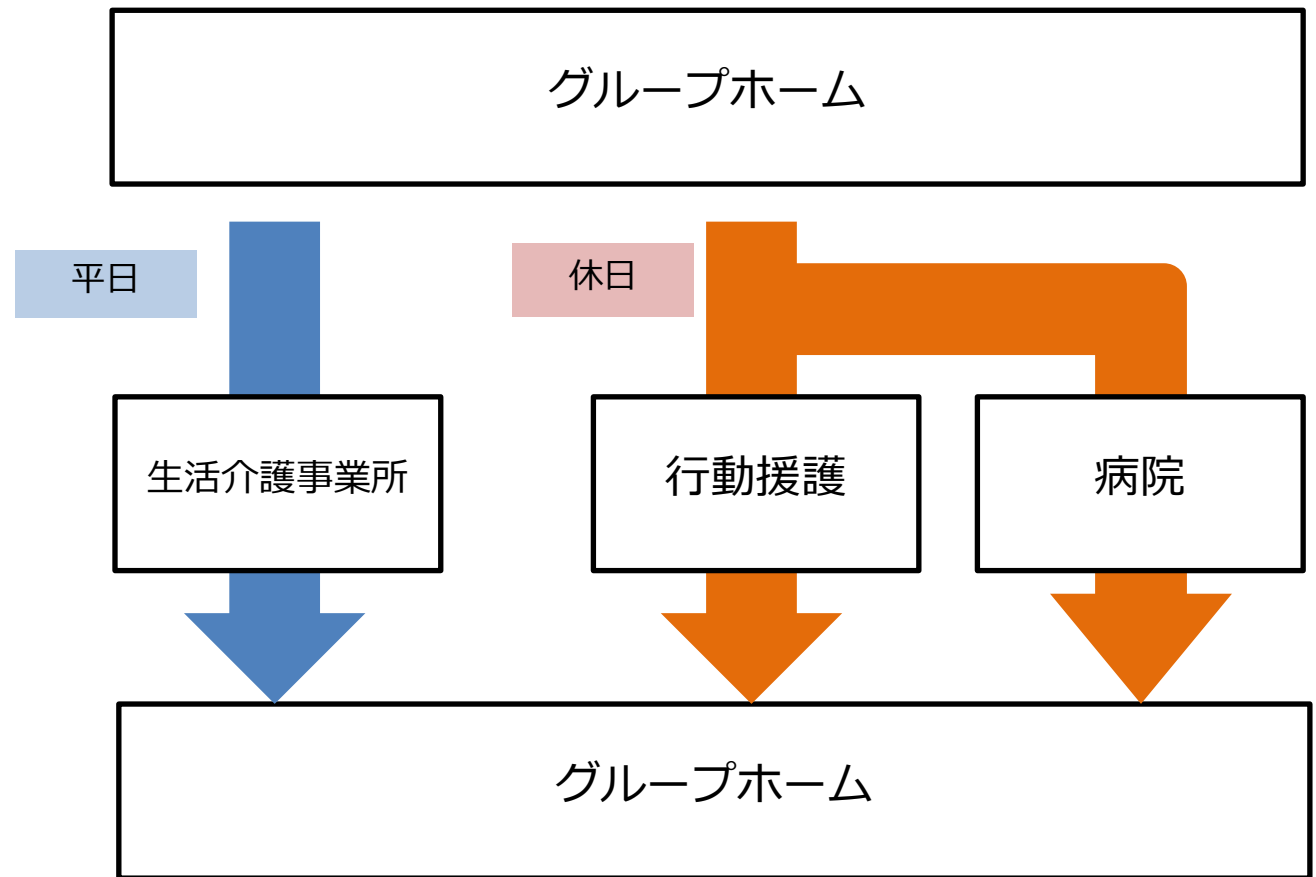 グループホーム
平日
休日
生活介護事業所
行動援護
病院
グループホーム